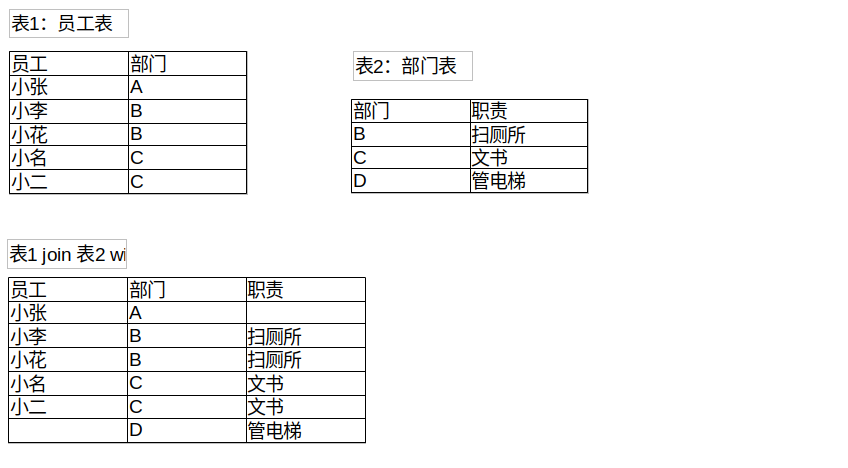 表1：员工表
员工 部门
小张 A
小李 B
小花 B
小名 C
小二 C
表2：部门表
部门 职责
B 扫厕所
C 文书
D 管电梯
表1 join 表2 wi
员工 部门 职责
小张 A
小李 B 扫厕所
小花 B 扫厕所
小名 C 文书
小二 C 文书
D 管电梯